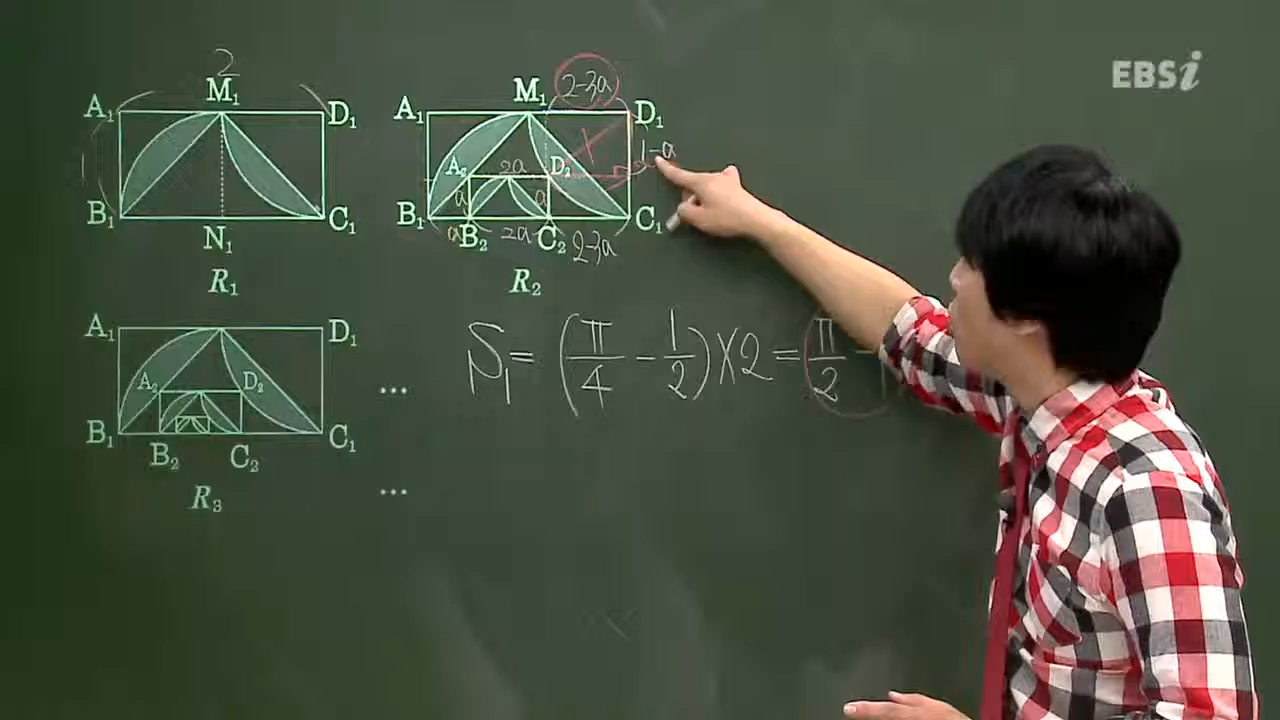 EBSi
2
A₁ M₁ D₁
1
B₁ N₁ C₁
R₁
2-3a
A₁ M₁ D₁
1-a
A₂ 2a D₂
a a
B₁ a B₂ 2a C₂ 2-3a C₁
R₂
A₁ D₁
A₂ D₂
B₁ C₁
B₂ C₂
R₃
...
...
S₁ = (π/4 - 1/2)×2 = π/2 -